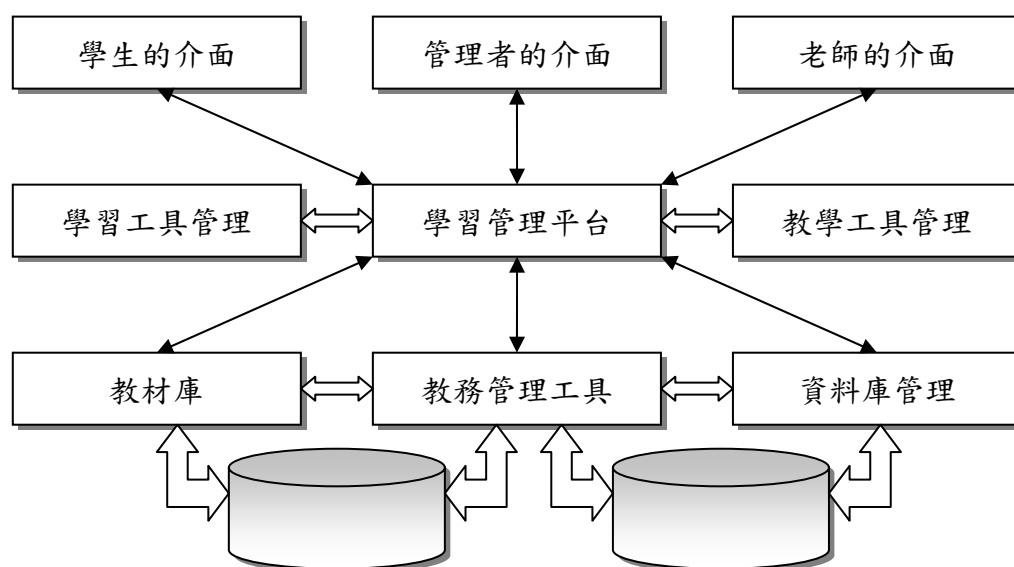 學生的介面
管理者的介面
老師的介面
學習工具管理
學習管理平台
教學工具管理
教材庫
教務管理工具
資料庫管理